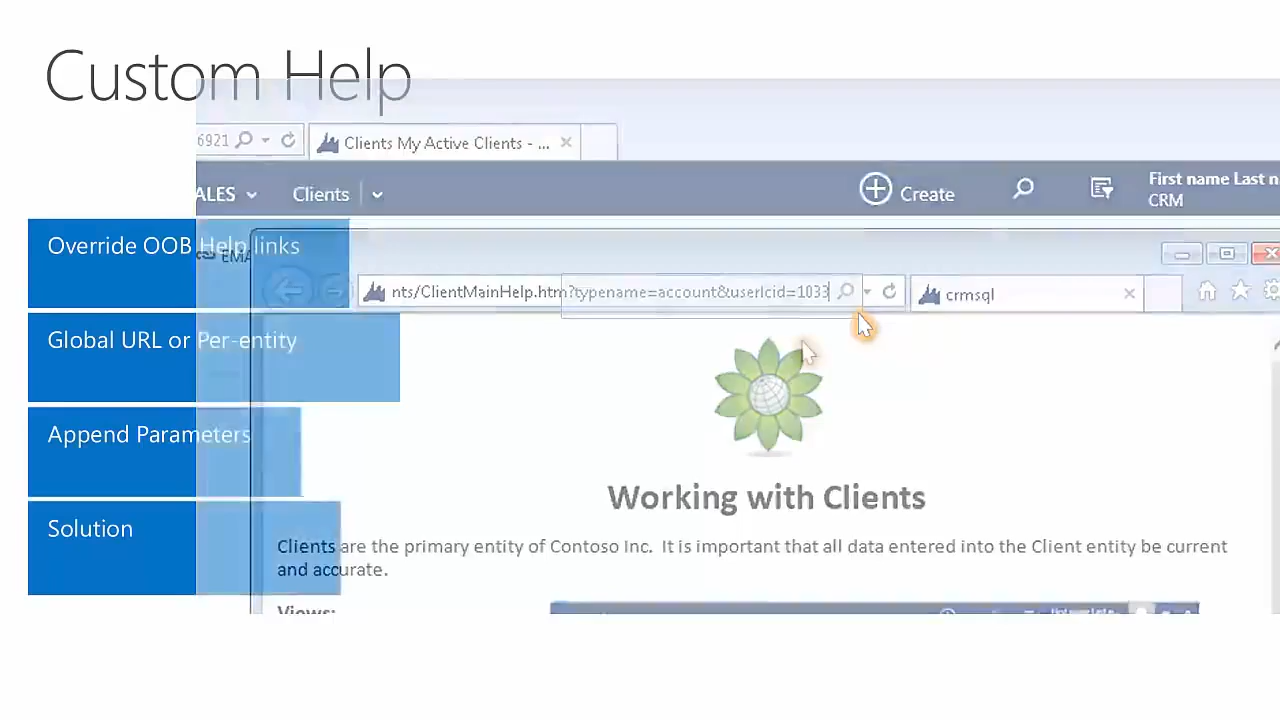 Custom Help
6921
Clients My Active Clients - ...
ALES
Clients
Create
First name Last n
CRM
Override OOB Help links
EMA
nts/ClientMainHelp.htm?typename=account&userlcid=1033
crmsql
Global URL or Per-entity
Append Parameters
Working with Clients
Solution
Clients are the primary entity of Contoso Inc. It is important that all data entered into the Client entity be current
and accurate.
Views: